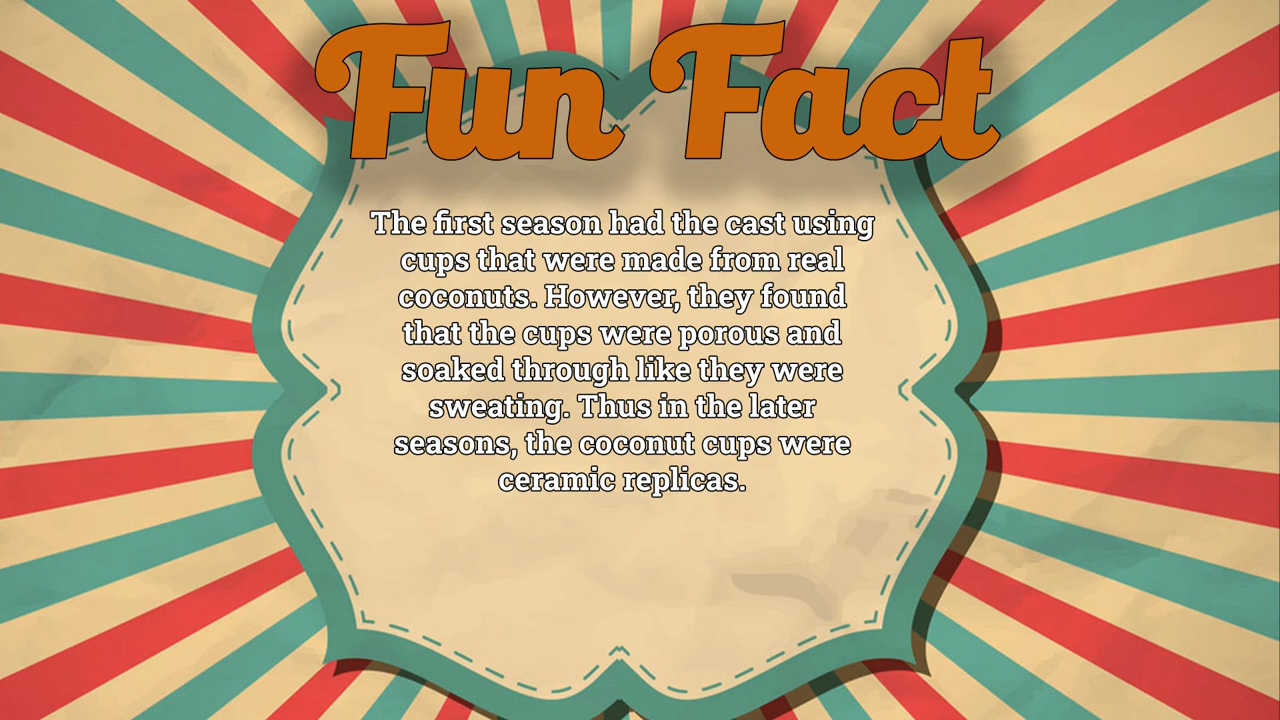 Fun Fact
The first season had the cast using
cups that were made from real
coconuts. However, they found
that the cups were porous and
soaked through like they were
sweating. Thus in the later
seasons, the coconut cups were
ceramic replicas.